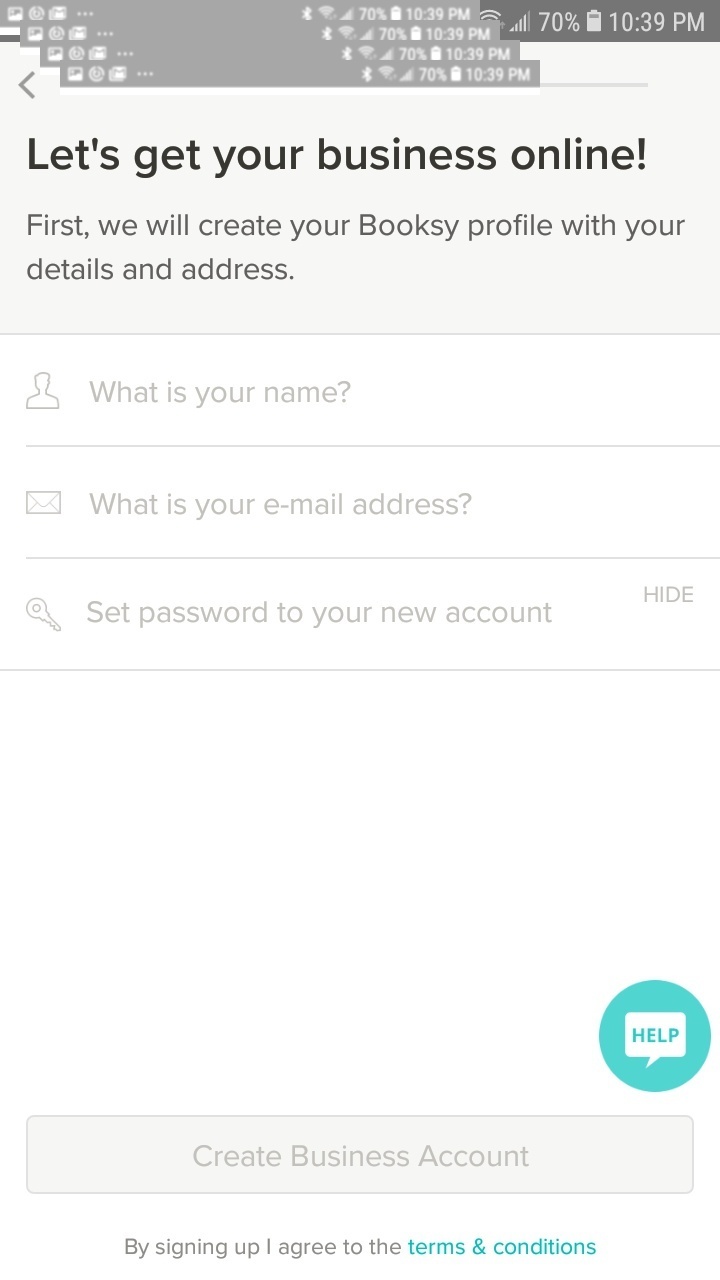 70% 10:39 PM
70% 10:39 PM
70% 10:39 PM
70% 10:39 PM
70% 10:39 PM
Let's get your business online!
First, we will create your Booksy profile with your
details and address.
What is your name?
What is your e-mail address?
HIDE
Set password to your new account
HELP
Create Business Account
By signing up I agree to the terms & conditions